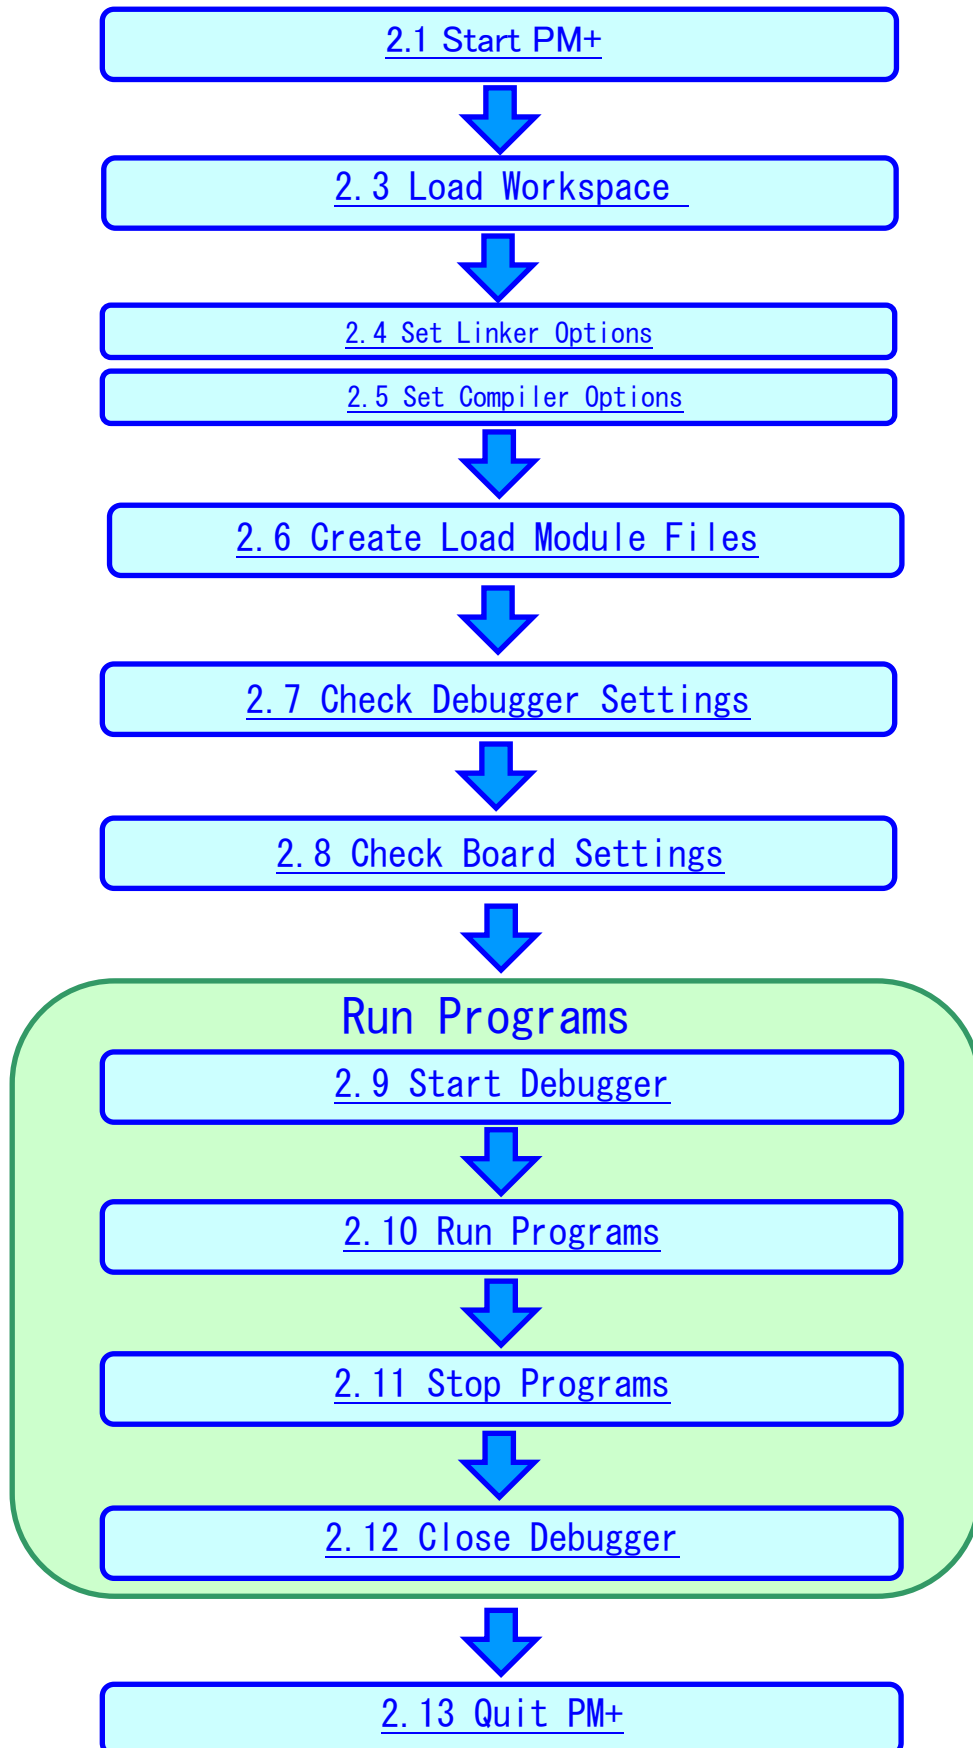 2.1 Start PM+
2.3 Load Workspace
2.4 Set Linker Options
2.5 Set Compiler Options
2.6 Create Load Module Files
2.7 Check Debugger Settings
2.8 Check Board Settings
Run Programs
2.9 Start Debugger
2.10 Run Programs
2.11 Stop Programs
2.12 Close Debugger
2.13 Quit PM+